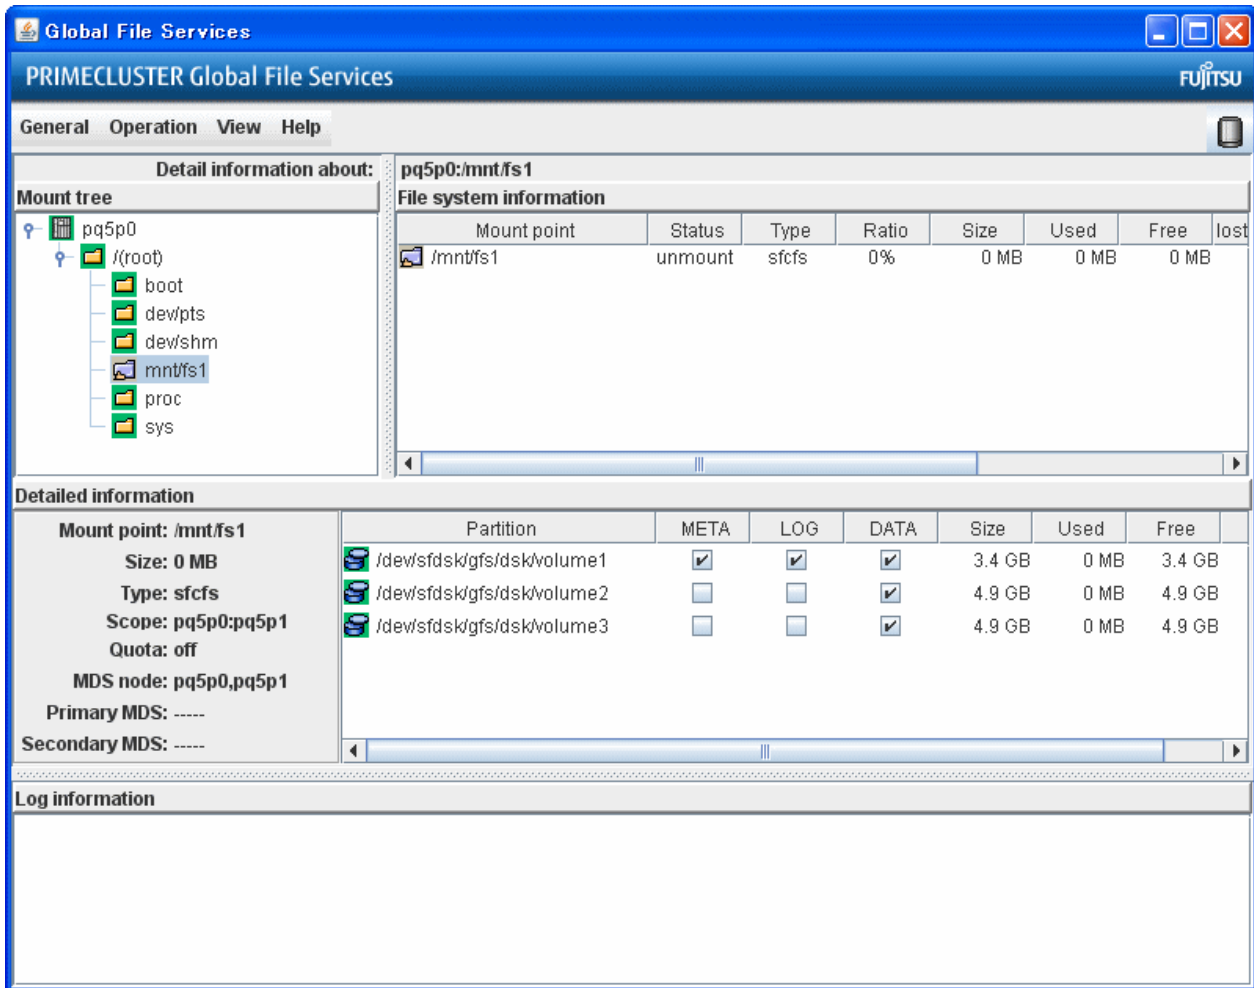 Global File Services
PRIMECLUSTER Global File Services
FUJITSU
General Operation View Help
Detail information about: pq5p0:/mnt/fs1
Mount tree
pq5p0
/(root)
boot
dev/pts
dev/shm
mnt/fs1
proc
sys
File system information
Mount point Status Type Ratio Size Used Free lost
/mnt/fs1 unmount sfcfs 0% 0 MB 0 MB 0 MB
Detailed information
Mount point: /mnt/fs1
Size: 0 MB
Type: sfcfs
Scope: pq5p0:pq5p1
Quota: off
MDS node: pq5p0,pq5p1
Primary MDS: -----
Secondary MDS: -----
Partition META LOG DATA Size Used Free
/dev/sfdsk/gfs/dsk/volume1 3.4 GB 0 MB 3.4 GB
/dev/sfdsk/gfs/dsk/volume2 4.9 GB 0 MB 4.9 GB
/dev/sfdsk/gfs/dsk/volume3 4.9 GB 0 MB 4.9 GB
Log information